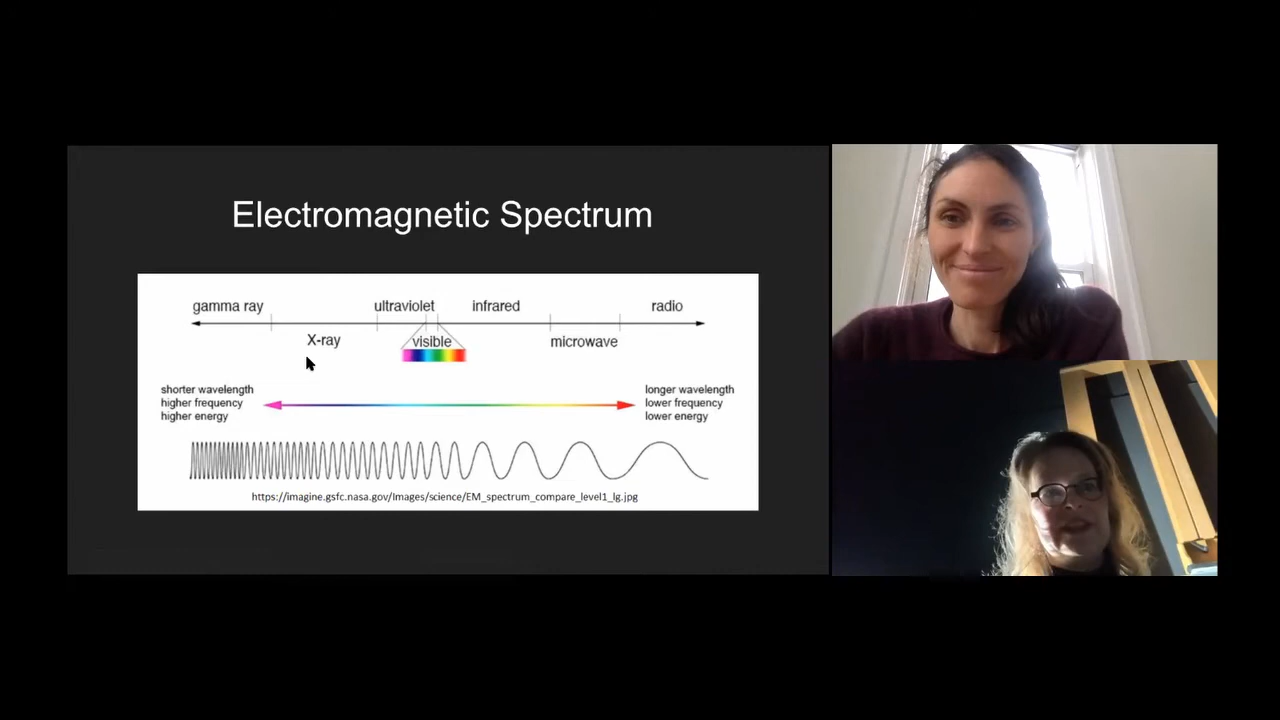 Electromagnetic Spectrum
gamma ray ultraviolet infrared radio
X-ray visible microwave
shorter wavelength
higher frequency
higher energy
longer wavelength
lower frequency
lower energy
https://imagine.gsfc.nasa.gov/Images/science/EM_spectrum_compare_level1_lg.jpg